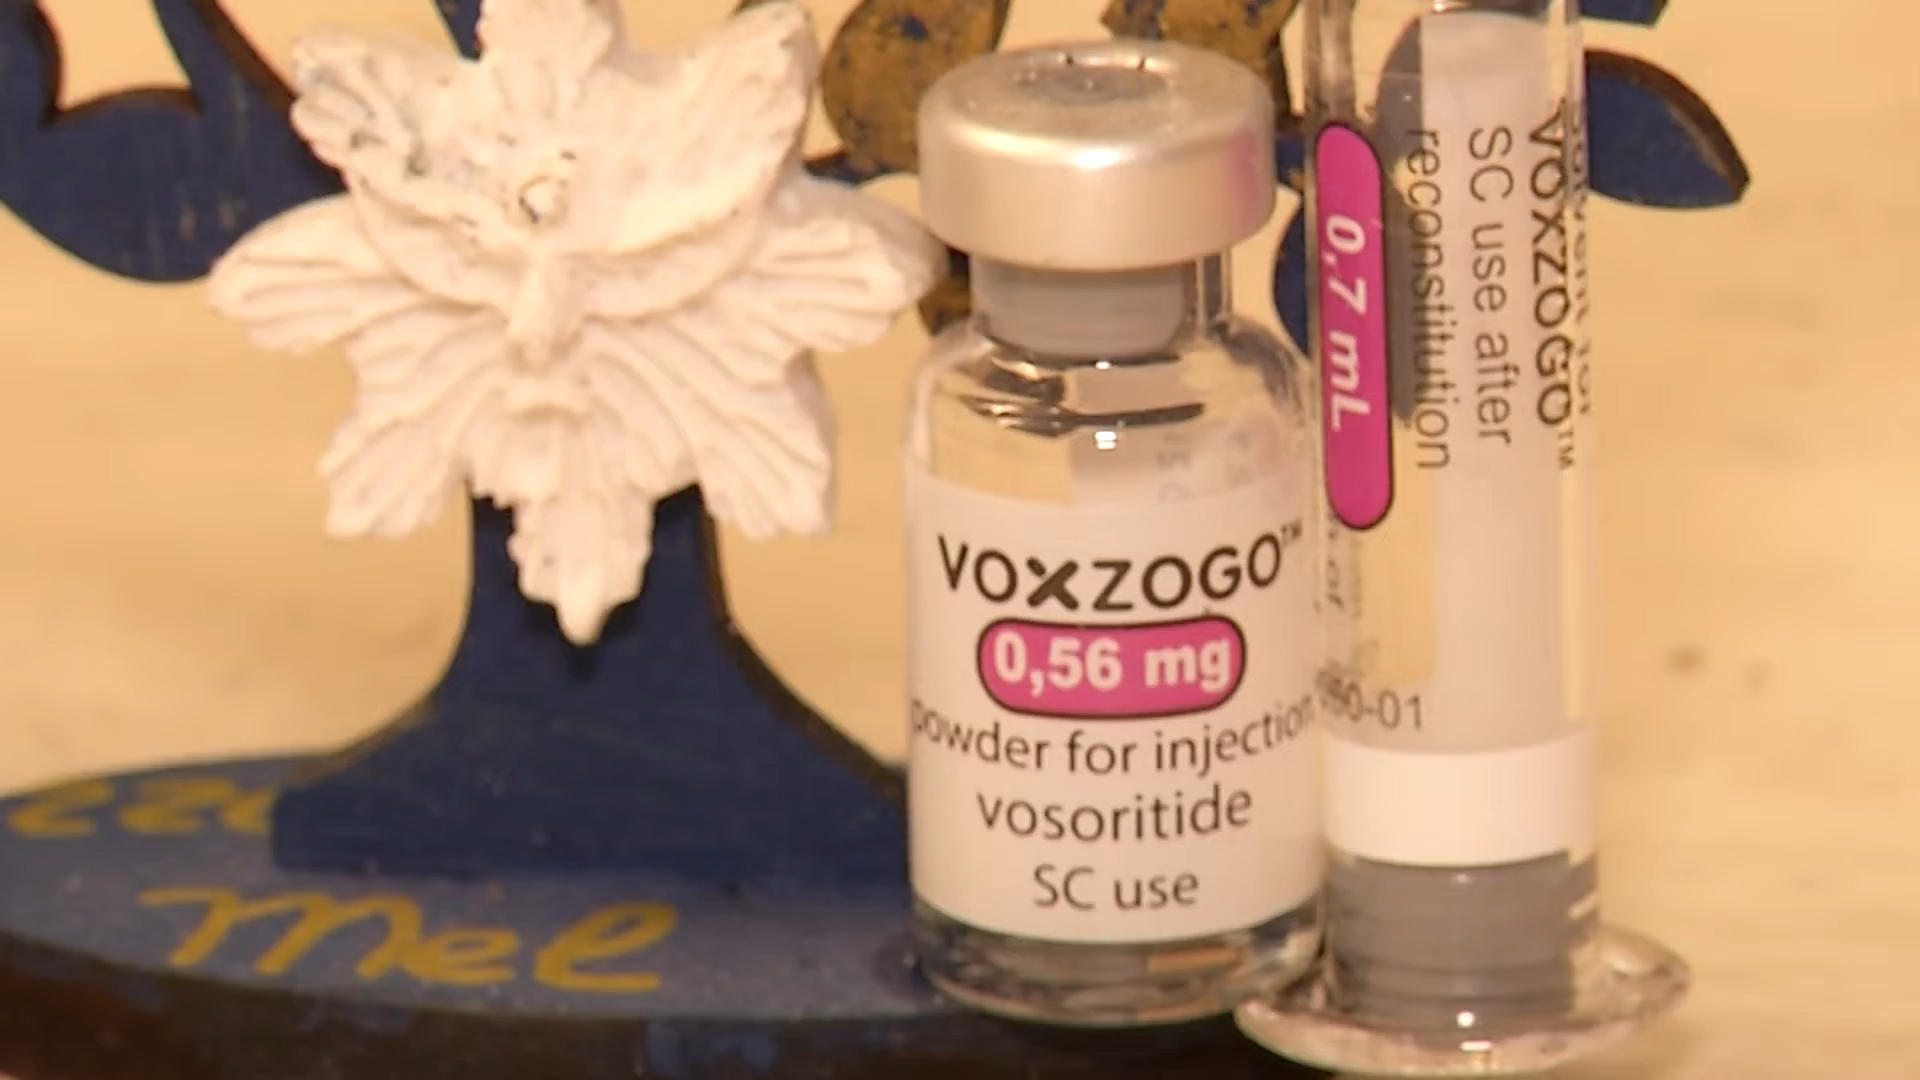 VOXZOGO™
0,56 mg
powder for injection
vosoritide
SC use
VOXZOGO™
SC use after
reconstitution
0,7 mL
Mel